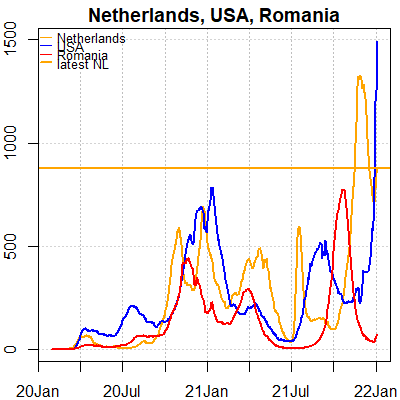 Netherlands, USA, Romania
Netherlands
USA
Romania
latest NL
1500
1000
500
0
20Jan 20Jul 21Jan 21Jul 22Jan